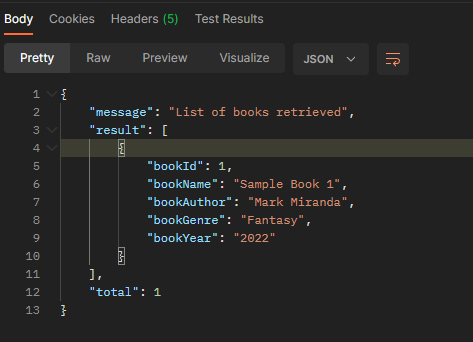 Body Cookies Headers (5) Test Results
Pretty Raw Preview Visualize JSON
1 {
2 "message": "List of books retrieved",
3 "result": [
4 {
5 "bookId": 1,
6 "bookName": "Sample Book 1",
7 "bookAuthor": "Mark Miranda",
8 "bookGenre": "Fantasy",
9 "bookYear": "2022"
10 }
11 ],
12 "total": 1
13 }